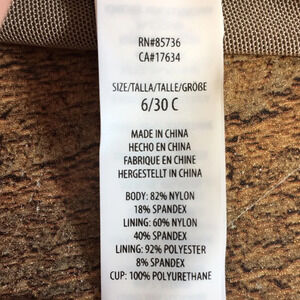 RN#85736
CA#17634
SIZE/TALLA/TAILLE/GRÖßE
6/30 C
MADE IN CHINA
HECHO EN CHINA
FABRIQUE EN CHINE
HERGESTELLT IN CHINA
BODY: 82% NYLON
18% SPANDEX
LINING: 60% NYLON
40% SPANDEX
LINING: 92% POLYESTER
8% SPANDEX
CUP: 100% POLYURETHANE